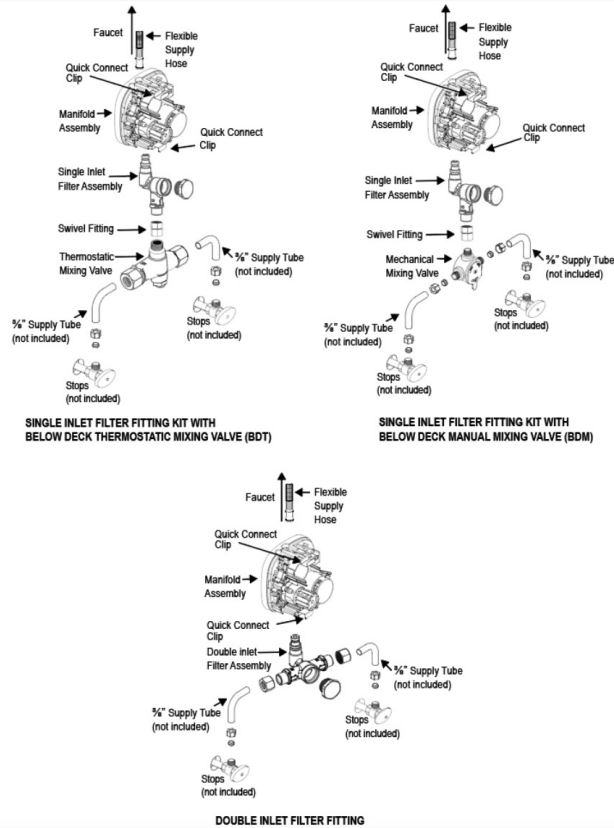 Faucet
Flexible
Supply
Hose
Quick Connect
Clip
Manifold
Assembly
Quick Connect
Clip
Single Inlet
Filter Assembly
Swivel Fitting
Thermostatic
Mixing Valve
⅜" Supply Tube
(not included)
Stops
(not included)
⅜" Supply Tube
(not included)
Stops
(not included)
SINGLE INLET FILTER FITTING KIT WITH
BELOW DECK THERMOSTATIC MIXING VALVE (BDT)
Faucet
Flexible
Supply
Hose
Quick Connect
Clip
Manifold
Assembly
Quick Connect
Clip
Single Inlet
Filter Assembly
Swivel Fitting
Mechanical
Mixing Valve
⅜" Supply Tube
(not included)
Stops
(not included)
⅜" Supply Tube
(not included)
Stops
(not included)
SINGLE INLET FILTER FITTING KIT WITH
BELOW DECK MANUAL MIXING VALVE (BDM)
Faucet
Flexible
Supply
Hose
Quick Connect
Clip
Manifold
Assembly
Quick Connect
Clip
Double inlet
Filter Assembly
⅜" Supply Tube
(not included)
⅜" Supply Tube
(not included)
Stops
(not included)
Stops
(not included)
DOUBLE INLET FILTER FITTING